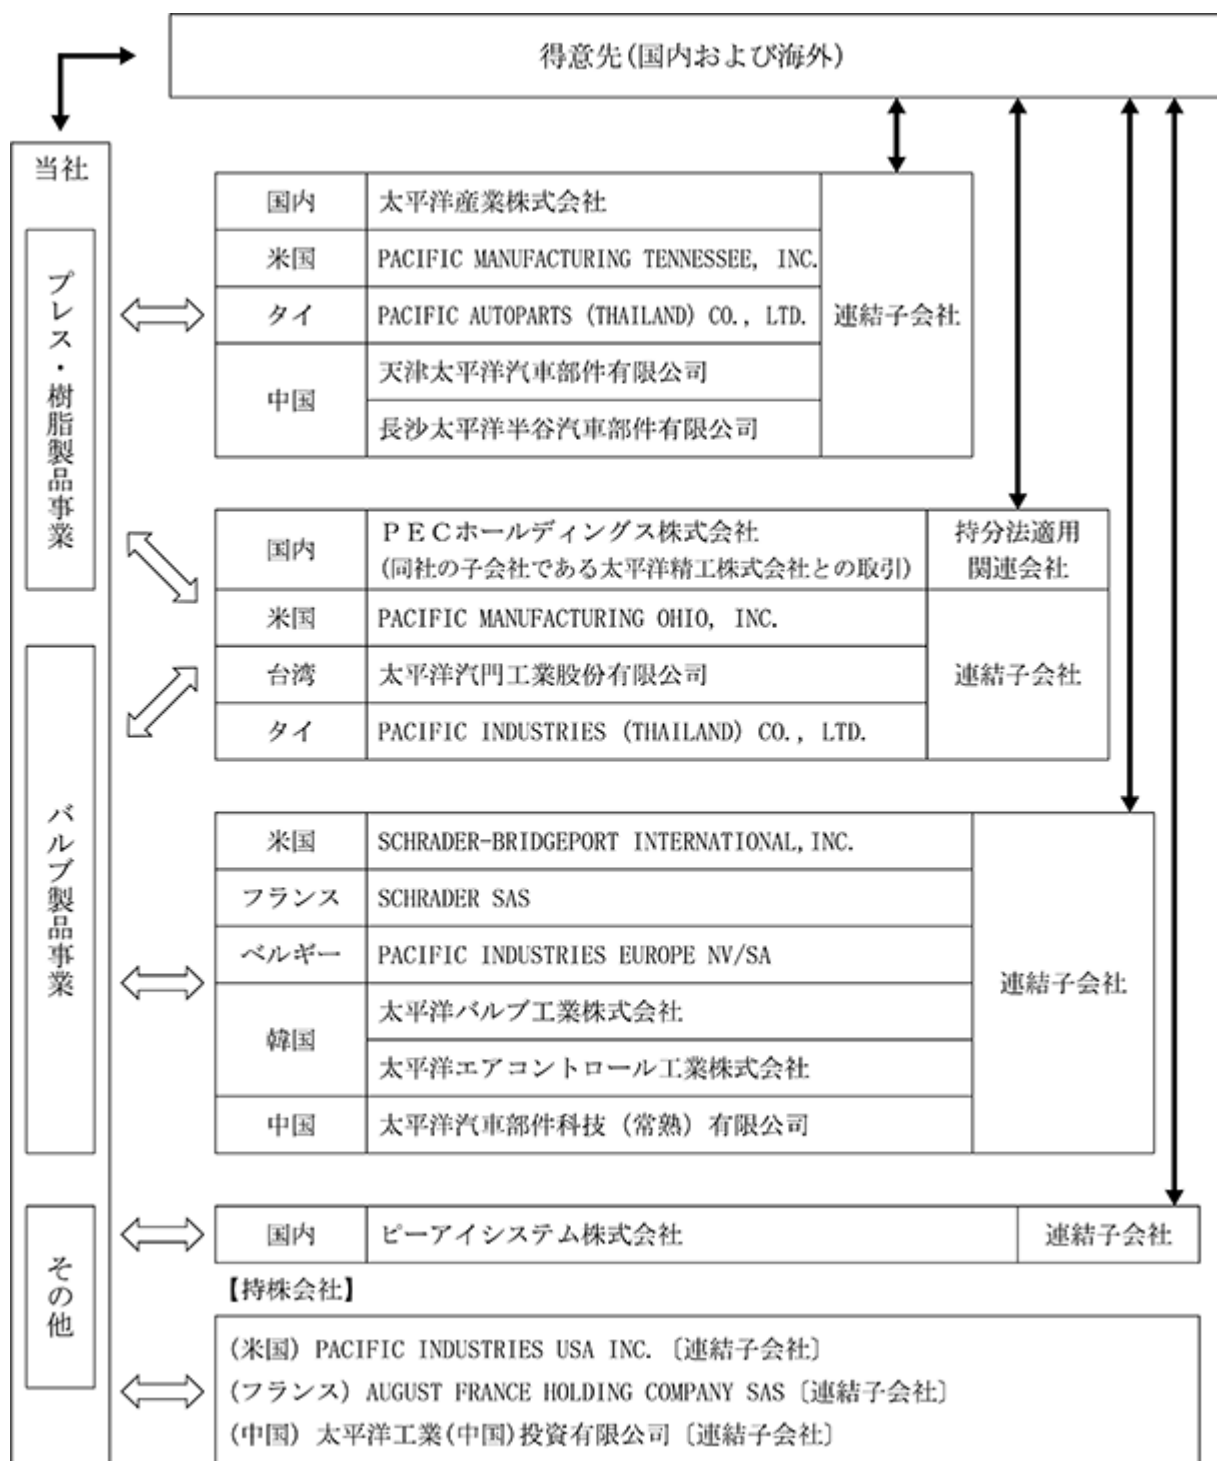 得意先(国内および海外)
当社
プレス・樹脂製品事業
国内 太平洋産業株式会社
米国 PACIFIC MANUFACTURING TENNESSEE, INC.
タイ PACIFIC AUTOPARTS (THAILAND) CO., LTD.
連結子会社
中国 天津太平洋汽車部件有限公司
長沙太平洋半谷汽車部件有限公司
国内 PECホールディングス株式会社
(同社の子会社である太平洋精工株式会社との取引)
持分法適用
関連会社
米国 PACIFIC MANUFACTURING OHIO, INC.
台湾 太平洋汽門工業股份有限公司
連結子会社
タイ PACIFIC INDUSTRIES (THAILAND) CO., LTD.
バルブ製品事業
米国 SCHRADER-BRIDGEPORT INTERNATIONAL,INC.
フランス SCHRADER SAS
ベルギー PACIFIC INDUSTRIES EUROPE NV/SA
連結子会社
韓国 太平洋バルブ工業株式会社
太平洋エアコントロール工業株式会社
中国 太平洋汽車部件科技（常熟）有限公司
その他
国内 ピーアイシステム株式会社 連結子会社
【持株会社】
(米国) PACIFIC INDUSTRIES USA INC.〔連結子会社〕
(フランス) AUGUST FRANCE HOLDING COMPANY SAS〔連結子会社〕
(中国) 太平洋工業(中国)投資有限公司〔連結子会社〕